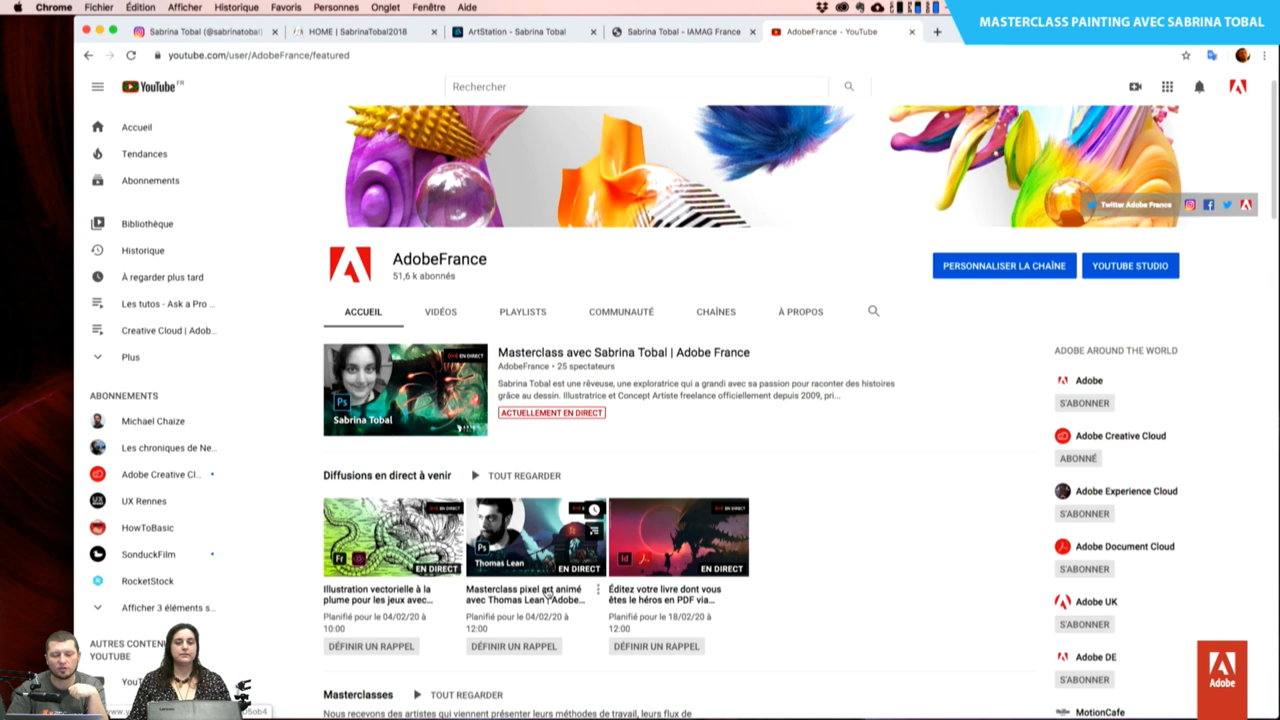 Chrome Fichier Édition Afficher Historique Favoris Personnes Onglet Fenêtre Aide
MASTERCLASS PAINTING AVEC SABRINA TOBAL
Sabrina Tobal (@sabrinatobal)
HOME | SabrinaTobal2018
ArtStation - Sabrina Tobal
Sabrina Tobal - IAMAG France
AdobeFrance - YouTube
youtube.com/user/AdobeFrance/featured
YouTube FR
Rechercher
Accueil
Tendances
Abonnements
Bibliothèque
Historique
À regarder plus tard
Les tutos - Ask a Pro ...
Creative Cloud | Adob...
Plus
ABONNEMENTS
Michael Chaize
Les chroniques de Ne...
Adobe Creative Cl...
UX Rennes
HowToBasic
SonduckFilm
RocketStock
Afficher 3 éléments s...
AUTRES CONTEN
YOUTUBE
Twitter Adobe France
AdobeFrance
51,6 k abonnés
PERSONNALISER LA CHAÎNE
YOUTUBE STUDIO
ACCUEIL VIDÉOS PLAYLISTS COMMUNAUTÉ CHAÎNES À PROPOS
EN DIRECT
Ps
Sabrina Tobal
Masterclass avec Sabrina Tobal | Adobe France
AdobeFrance • 25 spectateurs
Sabrina Tobal est une rêveuse, une exploratrice qui a grandi avec sa passion pour raconter des histoires
grâce au dessin. Illustratrice et Concept Artiste freelance officiellement depuis 2009, pri...
ACTUELLEMENT EN DIRECT
Diffusions en direct à venir
TOUT REGARDER
Fr
EN DIRECT
Illustration vectorielle à la
plume pour les jeux avec...
Planifié pour le 04/02/20 à
10:00
DÉFINIR UN RAPPEL
Ps
Thomas Lean
EN DIRECT
Masterclass pixel art animé
avec Thomas Lean | Adobe...
Planifié pour le 04/02/20 à
12:00
DÉFINIR UN RAPPEL
Id
EN DIRECT
Éditez votre livre dont vous
êtes le héros en PDF via...
Planifié pour le 18/02/20 à
12:00
DÉFINIR UN RAPPEL
Masterclasses
TOUT REGARDER
Nous recevons des artistes qui viennent présenter leurs méthodes de travail, leurs flux de
ADOBE AROUND THE WORLD
Adobe
S'ABONNER
Adobe Creative Cloud
ABONNÉ
Adobe Experience Cloud
S'ABONNER
Adobe Document Cloud
S'ABONNER
Adobe UK
S'ABONNER
Adobe DE
S'ABONNER
MotionCafe
Adobe